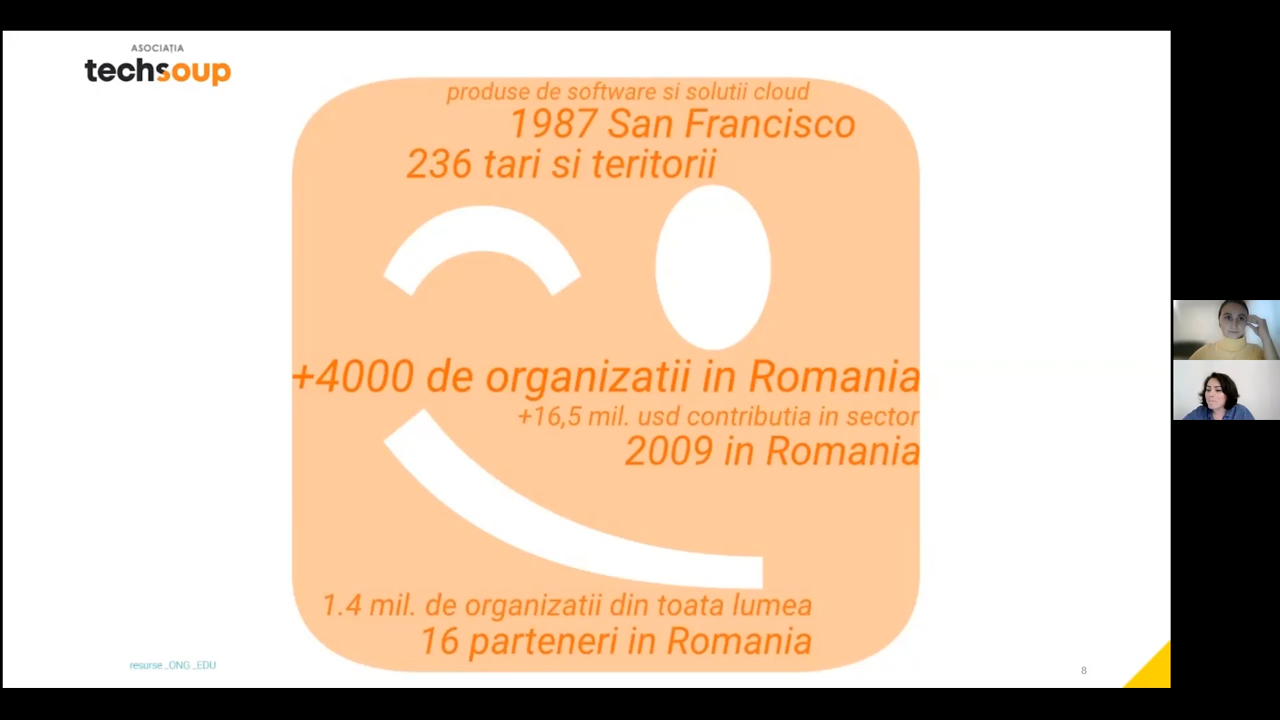 ASOCIAȚIA
techsoup
produse de software si solutii cloud
1987 San Francisco
236 tari si teritorii
+4000 de organizatii in Romania
+16,5 mil. usd contributia in sector
2009 in Romania
1.4 mil. de organizatii din toata lumea
16 parteneri in Romania
resurse_ONG_EDU
8